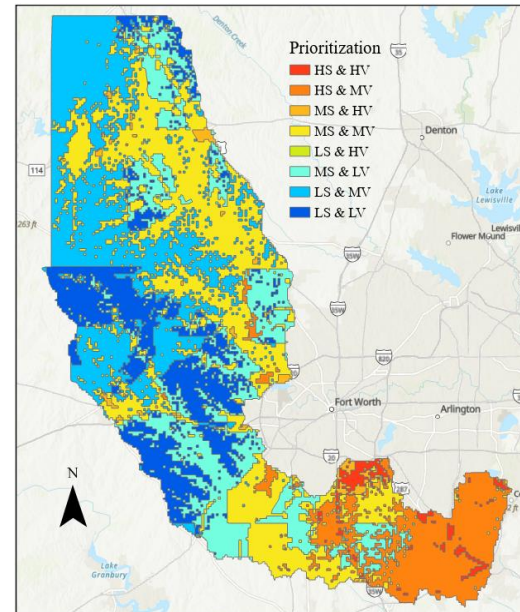 Denton Creek
35
Prioritization
HS & HV
HS & MV
MS & HV
MS & MV
LS & HV
MS & LV
LS & MV
LS & LV
Denton
114
Lake
Lewisville
263 ft
Flower Mound
35W
35W
820
Fort Worth
Arlington
20
287
N
Lake
Granbury
35W